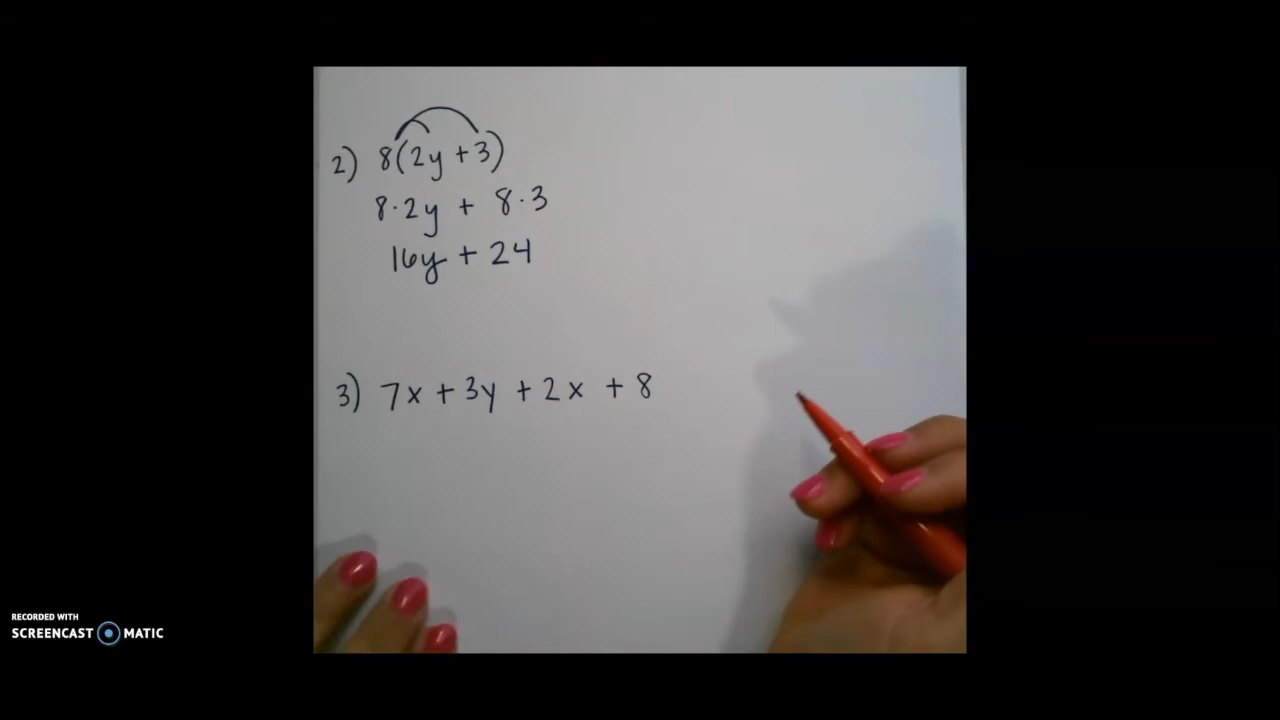 2) 8(2y + 3)
8·2y + 8·3
16y + 24
3) 7x + 3y + 2x + 8
RECORDED WITH
SCREENCAST MATIC